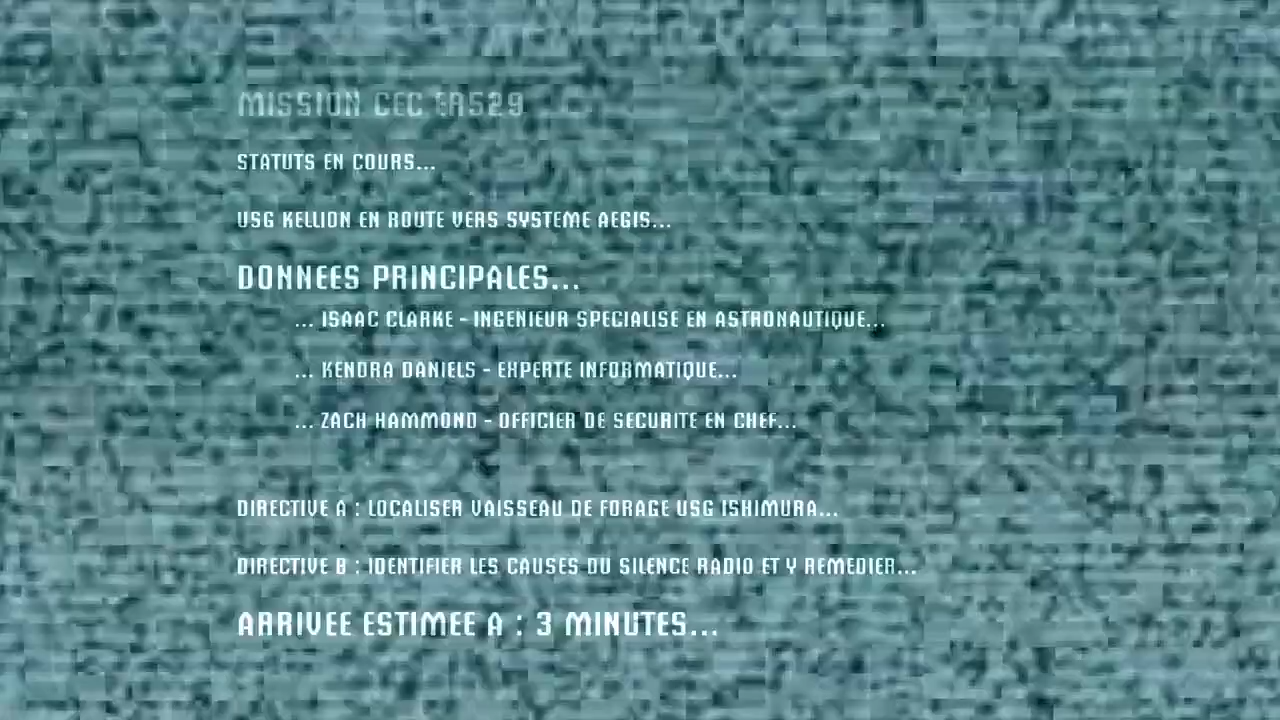 MISSION CEC ER529
STATUTS EN COURS...
USG KELLION EN ROUTE VERS SYSTEME AEGIS...
DONNEES PRINCIPALES...
... ISAAC CLARKE - INGENIEUR SPECIALISE EN ASTRONAUTIQUE...
... KENDRA DANIELS - EXPERTE INFORMATIQUE...
... ZACH HAMMOND - OFFICIER DE SECURITE EN CHEF...
DIRECTIVE A : LOCALISER VAISSEAU DE FORAGE USG ISHIMURA...
DIRECTIVE B : IDENTIFIER LES CAUSES DU SILENCE RADIO ET Y REMEDIER...
ARRIVEE ESTIMEE A : 3 MINUTES...